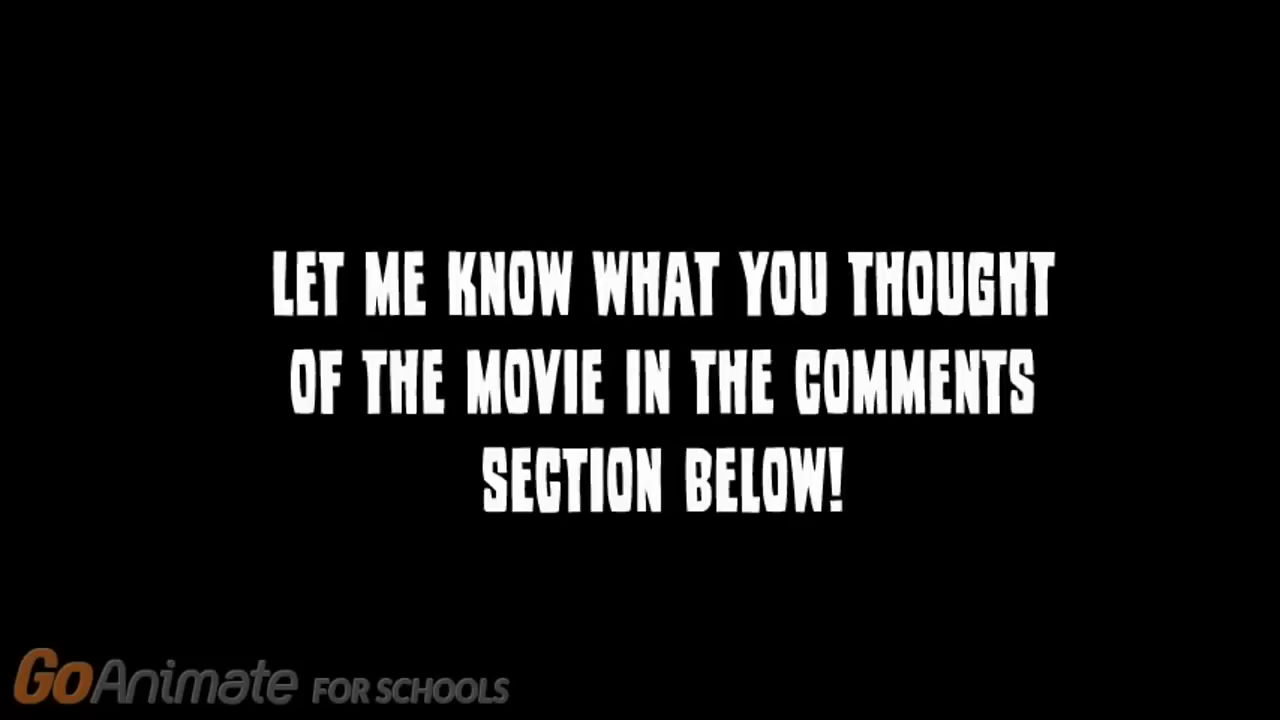 LET ME KNOW WHAT YOU THOUGHT
OF THE MOVIE IN THE COMMENTS
SECTION BELOW!
GoAnimate FOR SCHOOLS